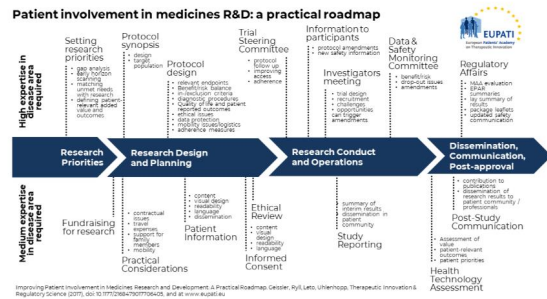 Patient involvement in medicines R&D: a practical roadmap
EUPATI
European Patients' Academy
on Therapeutic Innovation
High expertise in
disease area
required
Setting
research
priorities
• gap analysis
• early horizon
scanning
• matching
unmet needs
with research
• defining patient-
relevant added
value and
outcomes
Protocol
synopsis
• design
• target
population
Protocol
design
• relevant endpoints
• Benefit/risk balance
• in-/exclusion criteria
• diagnostic procedures
• Quality of life and patient
reported outcomes
• ethical issues
• data protection
• mobility issues/logistics
• adherence measures
Trial
Steering
Committee
• protocol
follow up
• improving
access
• adherence
Information to
participants
• protocol amendments
• new safety information
Investigators
meeting
• trial design
• recruitment
• challenges
• opportunities
can trigger
amendments
Data &
Safety
Monitoring
Committee
• benefit/risk
• drop-out issues
• amendments
Regulatory
Affairs
• MAA evaluation
• EPAR
summaries
• lay summary of
results
• package leaflets
• updated safety
communication
Research
Priorities
Research Design
and Planning
Research Conduct
and Operations
Dissemination,
Communication,
Post-approval
Medium expertise
in disease area
required
Fundraising
for research
• contractual
issues
• travel
expenses
• support for
family
members
• mobility
Practical
Considerations
• content
• visual design
• readability
• language
• dissemination
Patient
Information
Ethical
Review
• content
• visual
design
• readability
• language
Informed
Consent
• summary of
interim results
• dissemination in
patient
community
Study
Reporting
• contribution to
publications
• dissemination of
research results to
patient community /
professionals
Post-Study
Communication
• Assessment of
value
• patient-relevant
outcomes
• patient priorities
Health
Technology
Assessment
Improving Patient Involvement in Medicines Research and Development: A Practical Roadmap. Geissler, Ryll, Leto, Uhlenhopp, Therapeutic Innovation &
Regulatory Science (2017), doi: 10.1177/2168479017706405, and at www.eupati.eu